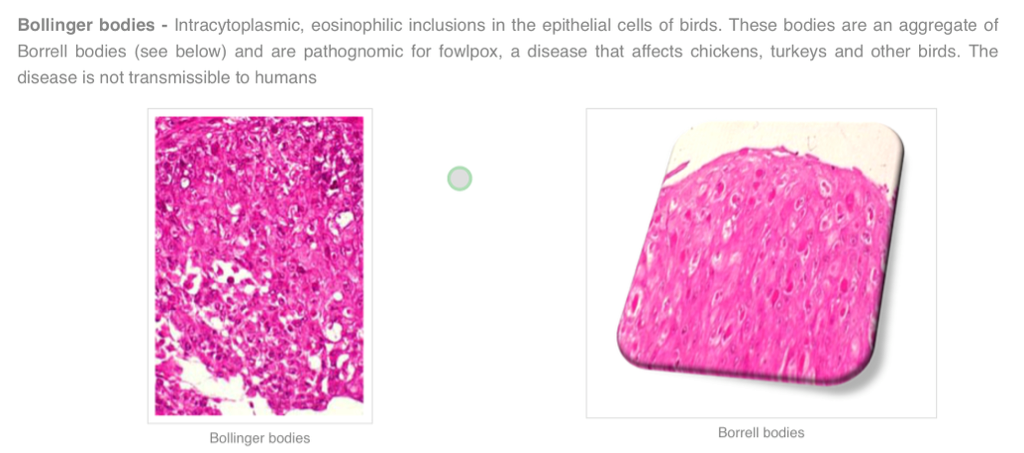 Bollinger bodies - Intracytoplasmic, eosinophilic inclusions in the epithelial cells of birds. These bodies are an aggregate of
Borrell bodies (see below) and are pathognomic for fowlpox, a disease that affects chickens, turkeys and other birds. The
disease is not transmissible to humans
Bollinger bodies
Borrell bodies